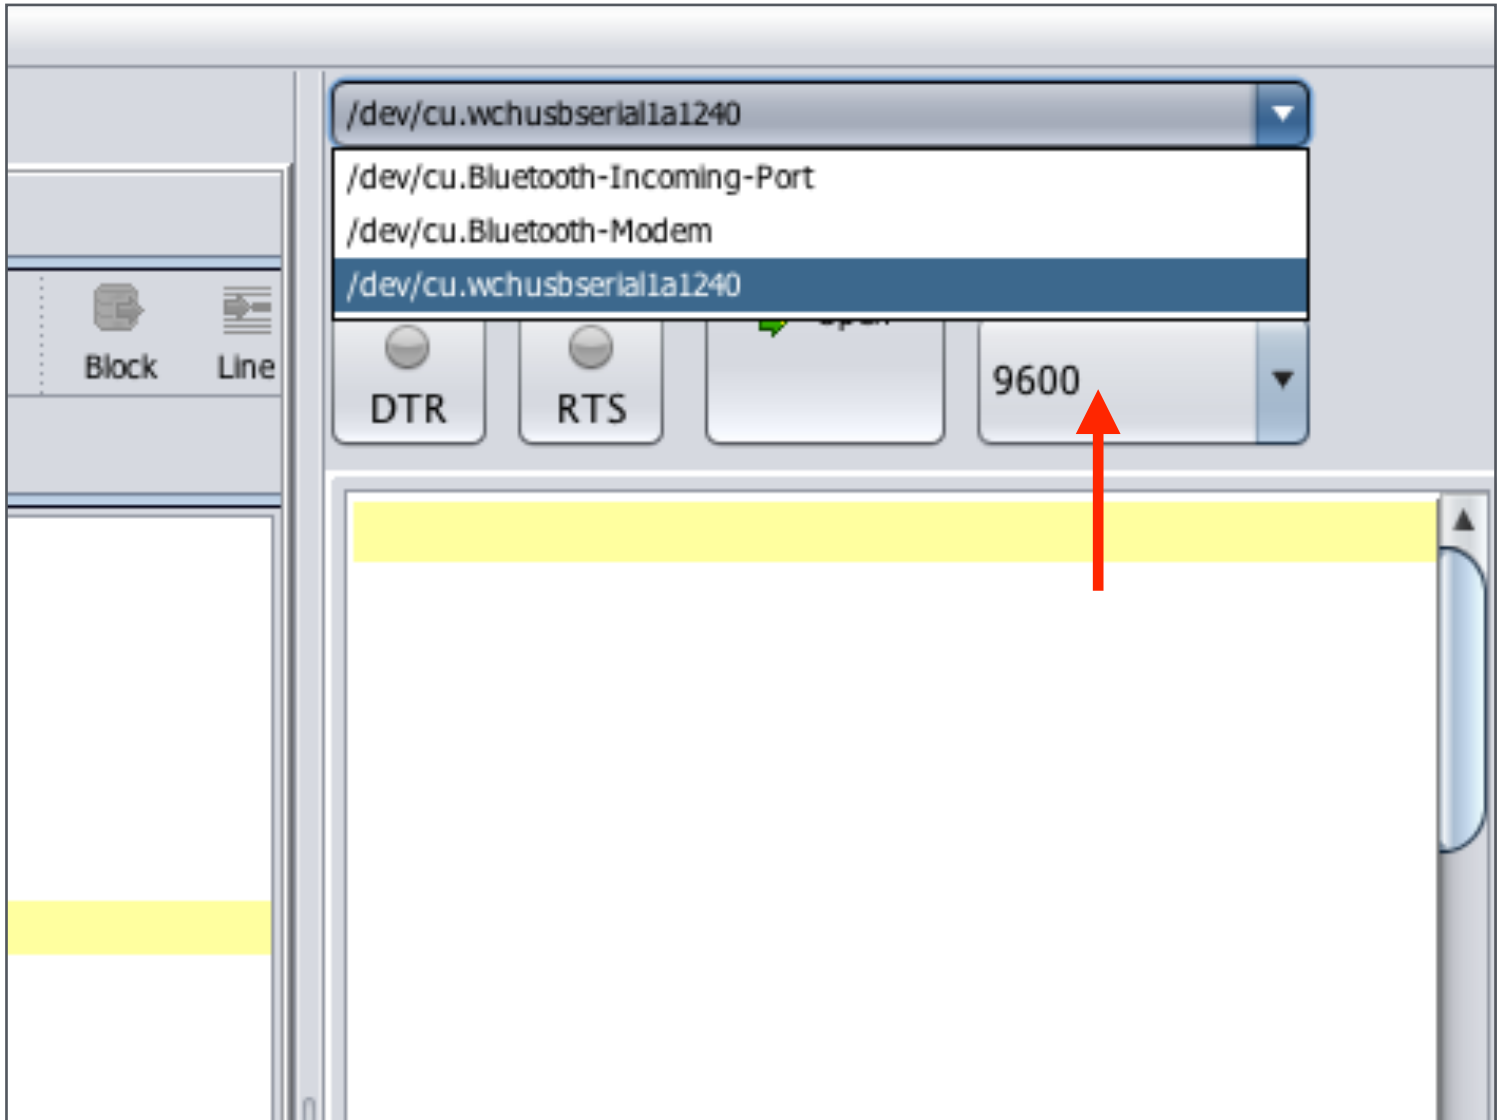 /dev/cu.wchusbserial1a1240
/dev/cu.Bluetooth-Incoming-Port
/dev/cu.Bluetooth-Modem
/dev/cu.wchusbserial1a1240
Block
Line
DTR
RTS
9600